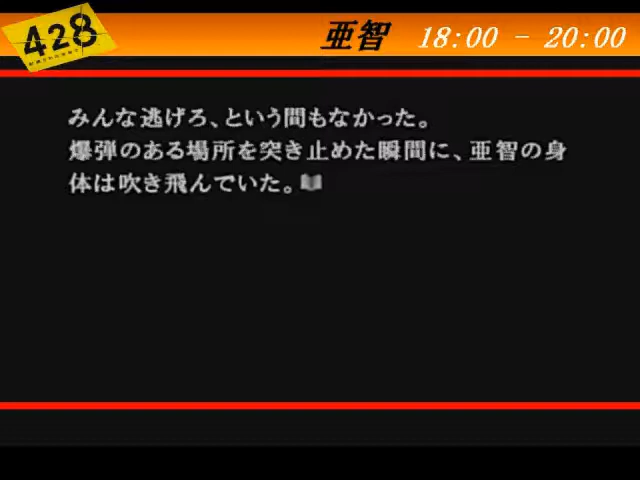 428
亜智 18:00 - 20:00
みんな逃げろ、という間もなかった。
爆弾のある場所を突き止めた瞬間に、亜智の身
体は吹き飛んでいた。